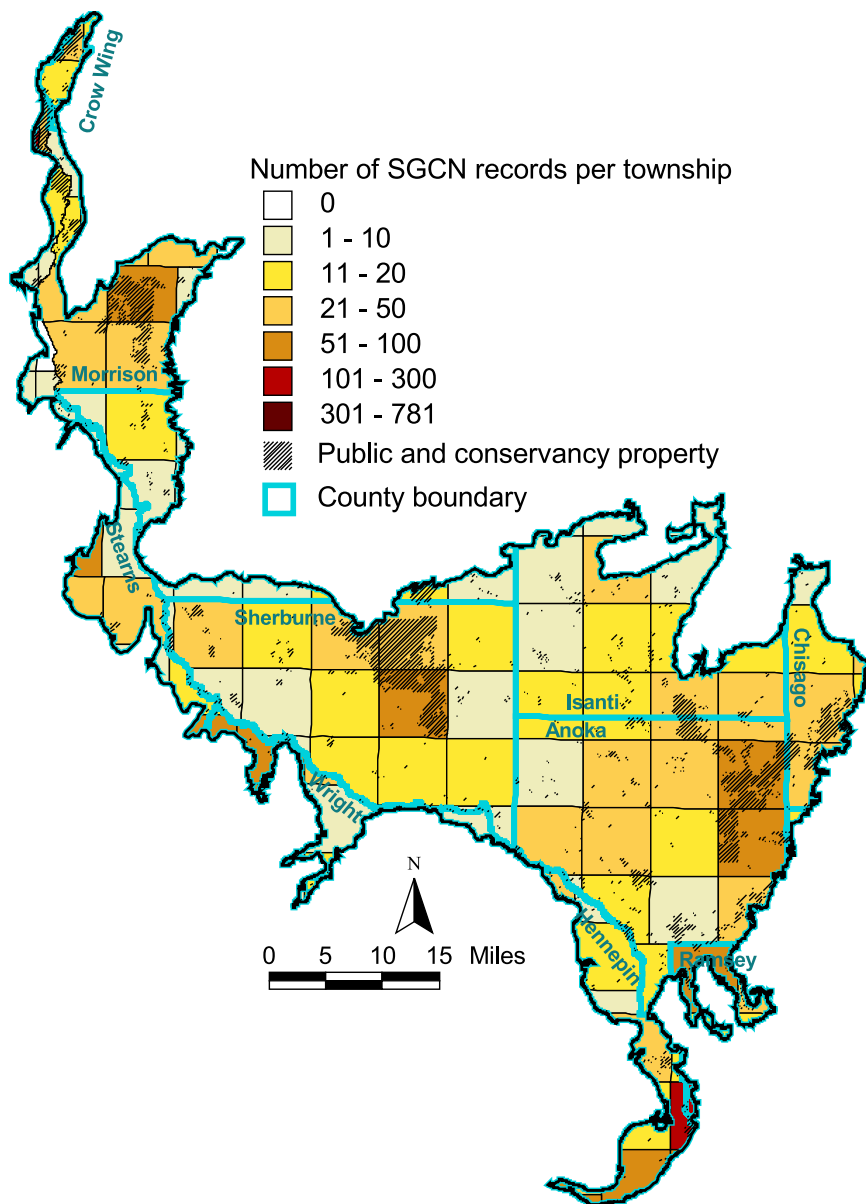 Crow Wing
Number of SGCN records per township
0
1 - 10
11 - 20
21 - 50
51 - 100
101 - 300
301 - 781
Public and conservancy property
County boundary
Morrison
Stearns
Sherburne
Chisago
Isanti
Anoka
Wright
N
0 5 10 15 Miles
Hennepin
Ramsey